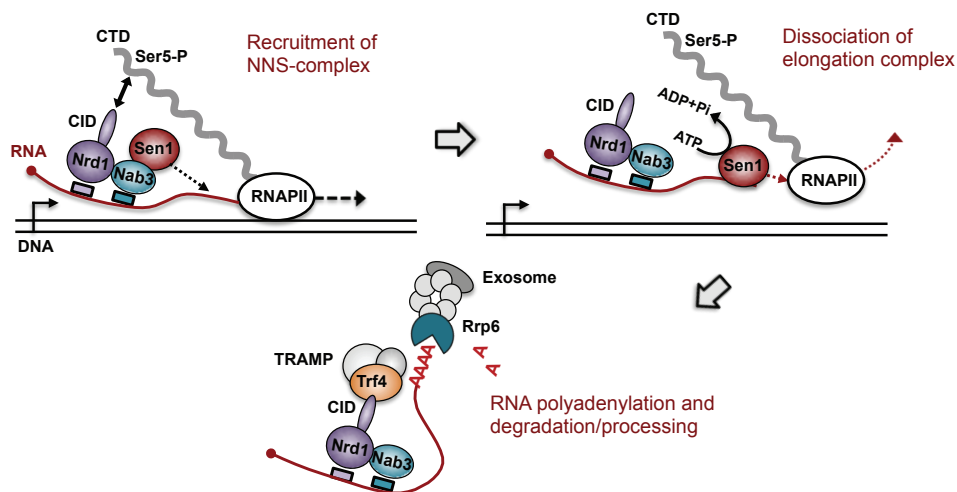 CTD
Ser5-P
Recruitment of
NNS-complex
CID
Sen1
Nrd1
Nab3
RNA
RNAPII
DNA
CTD
Ser5-P
Dissociation of
elongation complex
ADP+Pi
CID
ATP
Nrd1
Nab3
Sen1
RNAPII
Exosome
Rrp6
TRAMP
AAAA
A
A
Trf4
CID
RNA polyadenylation and
degradation/processing
Nrd1
Nab3